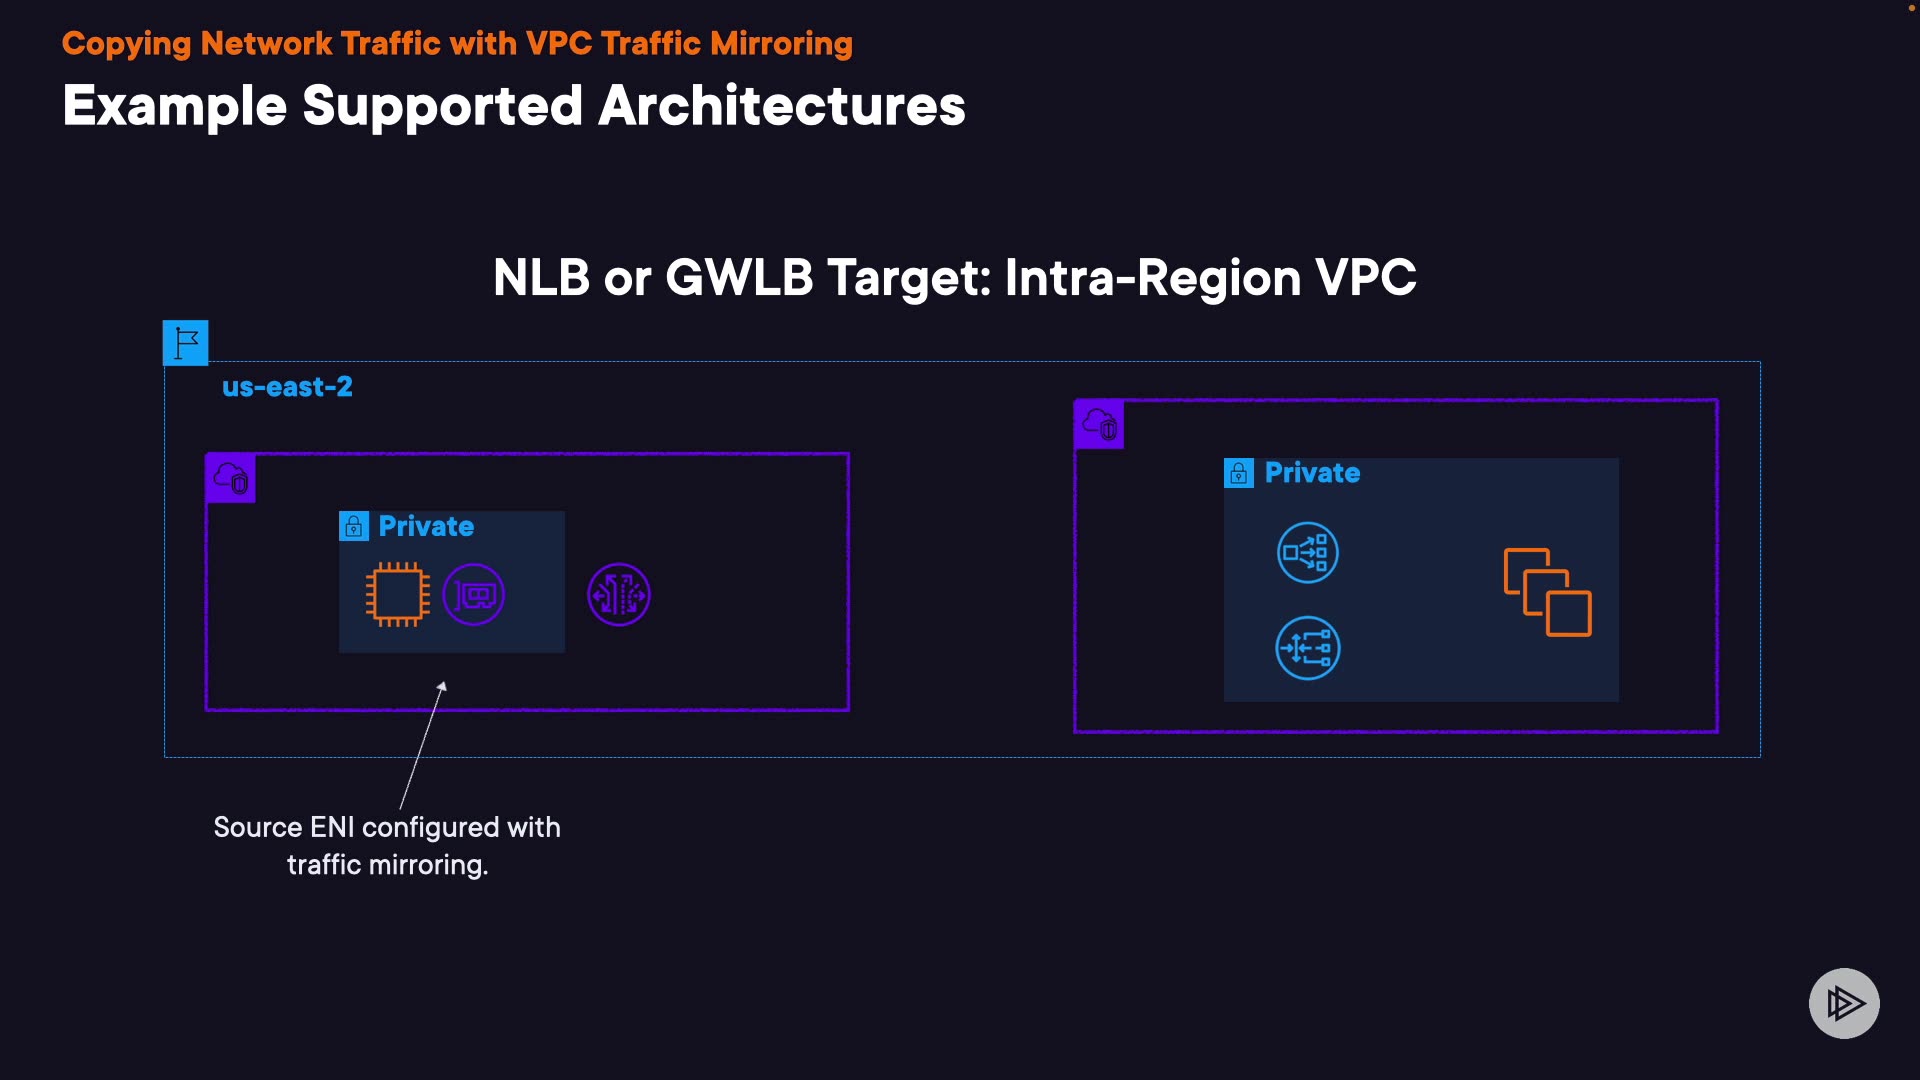 Copying Network Traffic with VPC Traffic Mirroring
Example Supported Architectures
NLB or GWLB Target: Intra-Region VPC
us-east-2
Private
Private
Source ENI configured with
traffic mirroring.